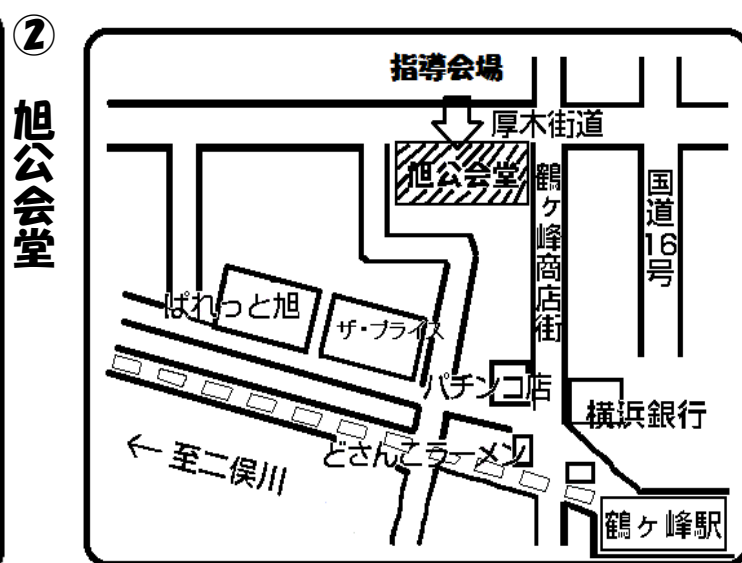 ②
旭公会堂
指導会場
厚木街道
旭公会堂
鶴ヶ峰商店街
国道16号
ぱれっと旭
ザ・プライス
パチンコ店
横浜銀行
どさんこラーメン
← 至二俣川
鶴ヶ峰駅